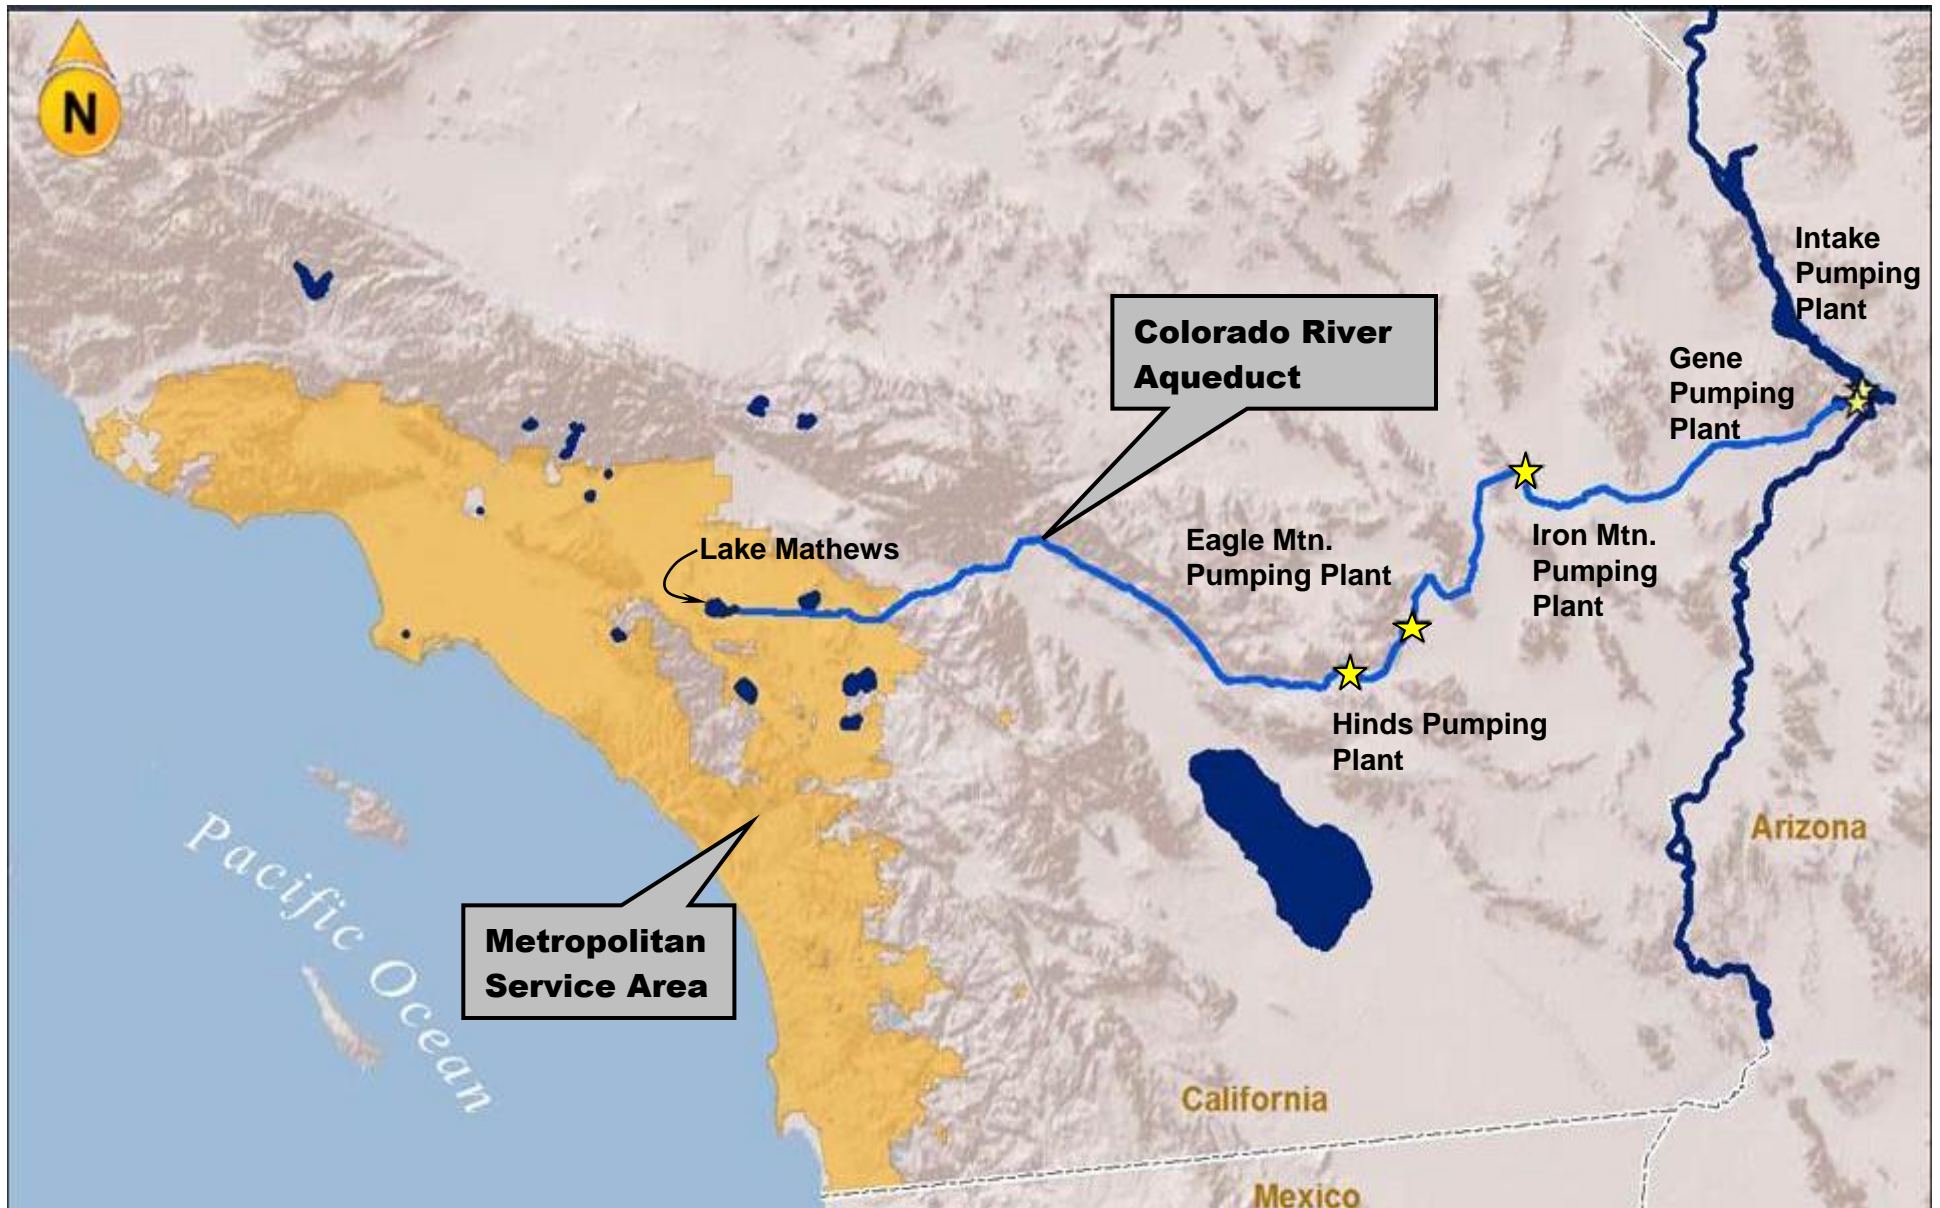 N
Intake
Pumping
Plant
Colorado River
Aqueduct
Gene
Pumping
Plant
Lake Mathews
Eagle Mtn.
Pumping Plant
Iron Mtn.
Pumping
Plant
Hinds Pumping
Plant
Arizona
Pacific Ocean
Metropolitan
Service Area
California
Mexico